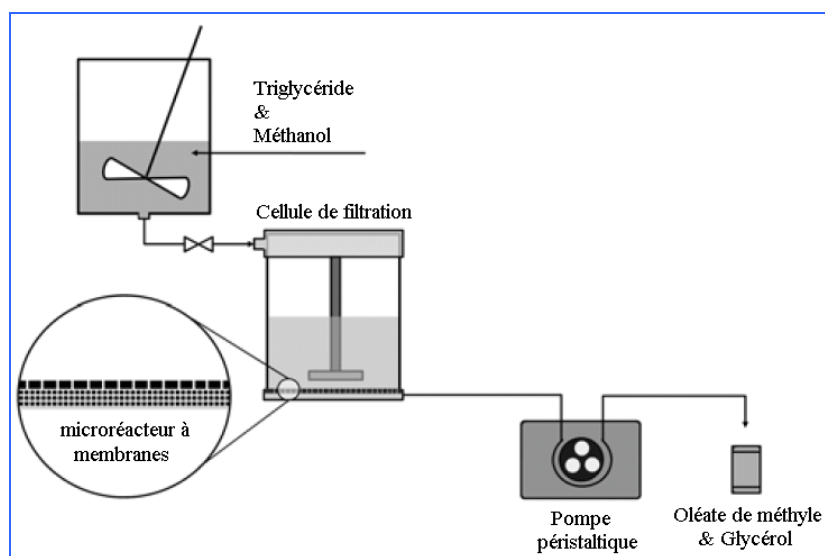 Triglycéride
&
Méthanol
Cellule de filtration
microréacteur à
membranes
Pompe
péristaltique
Oléate de méthyle
& Glycérol